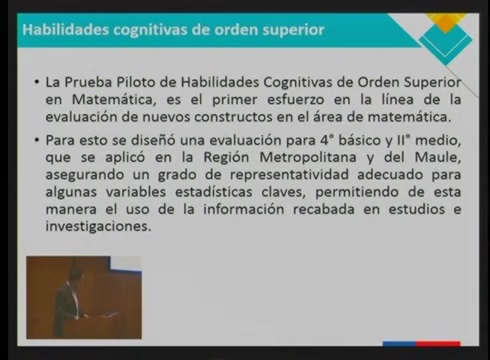 Habilidades cognitivas de orden superior
• La Prueba Piloto de Habilidades Cognitivas de Orden Superior
en Matemática, es el primer esfuerzo en la línea de la
evaluación de nuevos constructos en el área de matemática.
• Para esto se diseñó una evaluación para 4° básico y II° medio,
que se aplicó en la Región Metropolitana y del Maule,
asegurando un grado de representatividad adecuado para
algunas variables estadísticas claves, permitiendo de esta
manera el uso de la información recabada en estudios e
investigaciones.